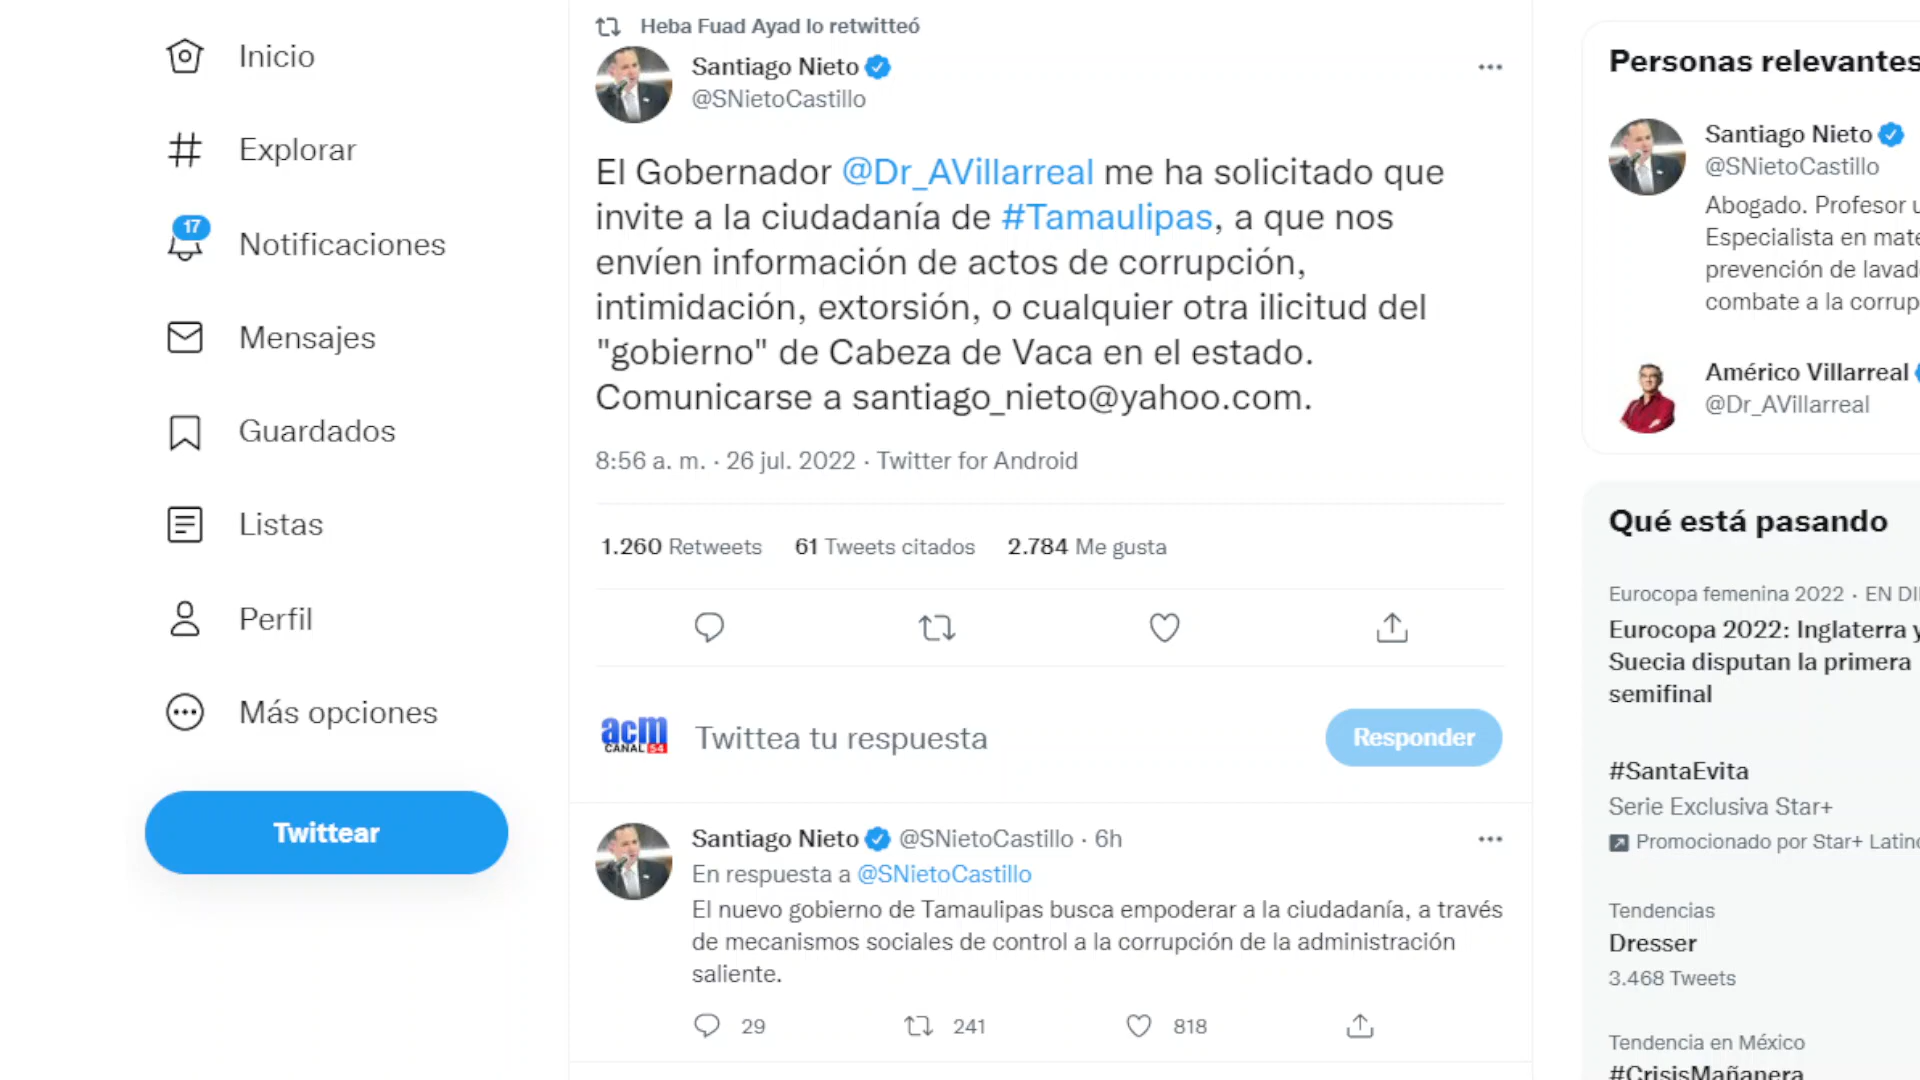 Inicio
Explorar
17
Notificaciones
Mensajes
Guardados
Listas
Perfil
Más opciones
Twittear
Heba Fuad Ayad lo retwitteó
Santiago Nieto
@SNietoCastillo
El Gobernador @Dr_AVillarreal me ha solicitado que
invite a la ciudadanía de #Tamaulipas, a que nos
envíen información de actos de corrupción,
intimidación, extorsión, o cualquier otra ilicitud del
"gobierno" de Cabeza de Vaca en el estado.
Comunicarse a santiago_nieto@yahoo.com.
8:56 a. m. · 26 jul. 2022 · Twitter for Android
1.260 Retweets 61 Tweets citados 2.784 Me gusta
acm
CANAL 54
Twittea tu respuesta
Responder
Santiago Nieto @SNietoCastillo · 6h
En respuesta a @SNietoCastillo
El nuevo gobierno de Tamaulipas busca empoderar a la ciudadanía, a través
de mecanismos sociales de control a la corrupción de la administración
saliente.
29 241 818
Personas relevantes
Santiago Nieto
@SNietoCastillo
Abogado. Profesor u
Especialista en mate
prevención de lavad
combate a la corrup
Américo Villarreal
@Dr_AVillarreal
Qué está pasando
Eurocopa femenina 2022 · EN DI
Eurocopa 2022: Inglaterra y
Suecia disputan la primera
semifinal
#SantaEvita
Serie Exclusiva Star+
Promocionado por Star+ Latino
Tendencias
Dresser
3.468 Tweets
Tendencia en México
#CrisisMañanera